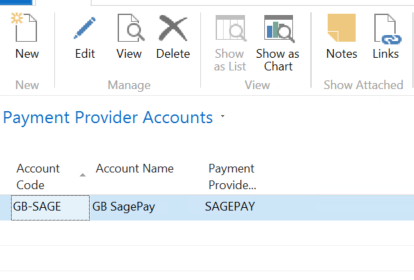 New Edit View Delete Show as List Show as Chart Notes Links
New Manage View Show Attached
Payment Provider Accounts
Account Code Account Name Payment Provide...
GB-SAGE GB SagePay SAGEPAY